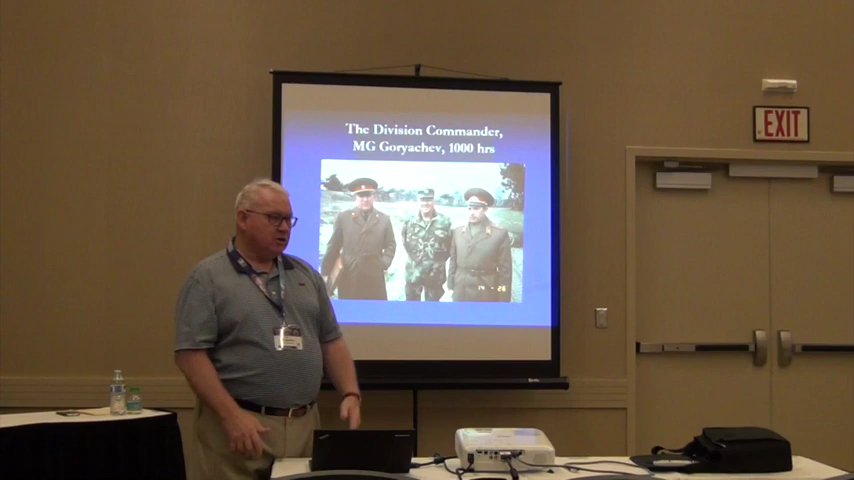 The Division Commander,
MG Goryachev, 1000 hrs
EXIT